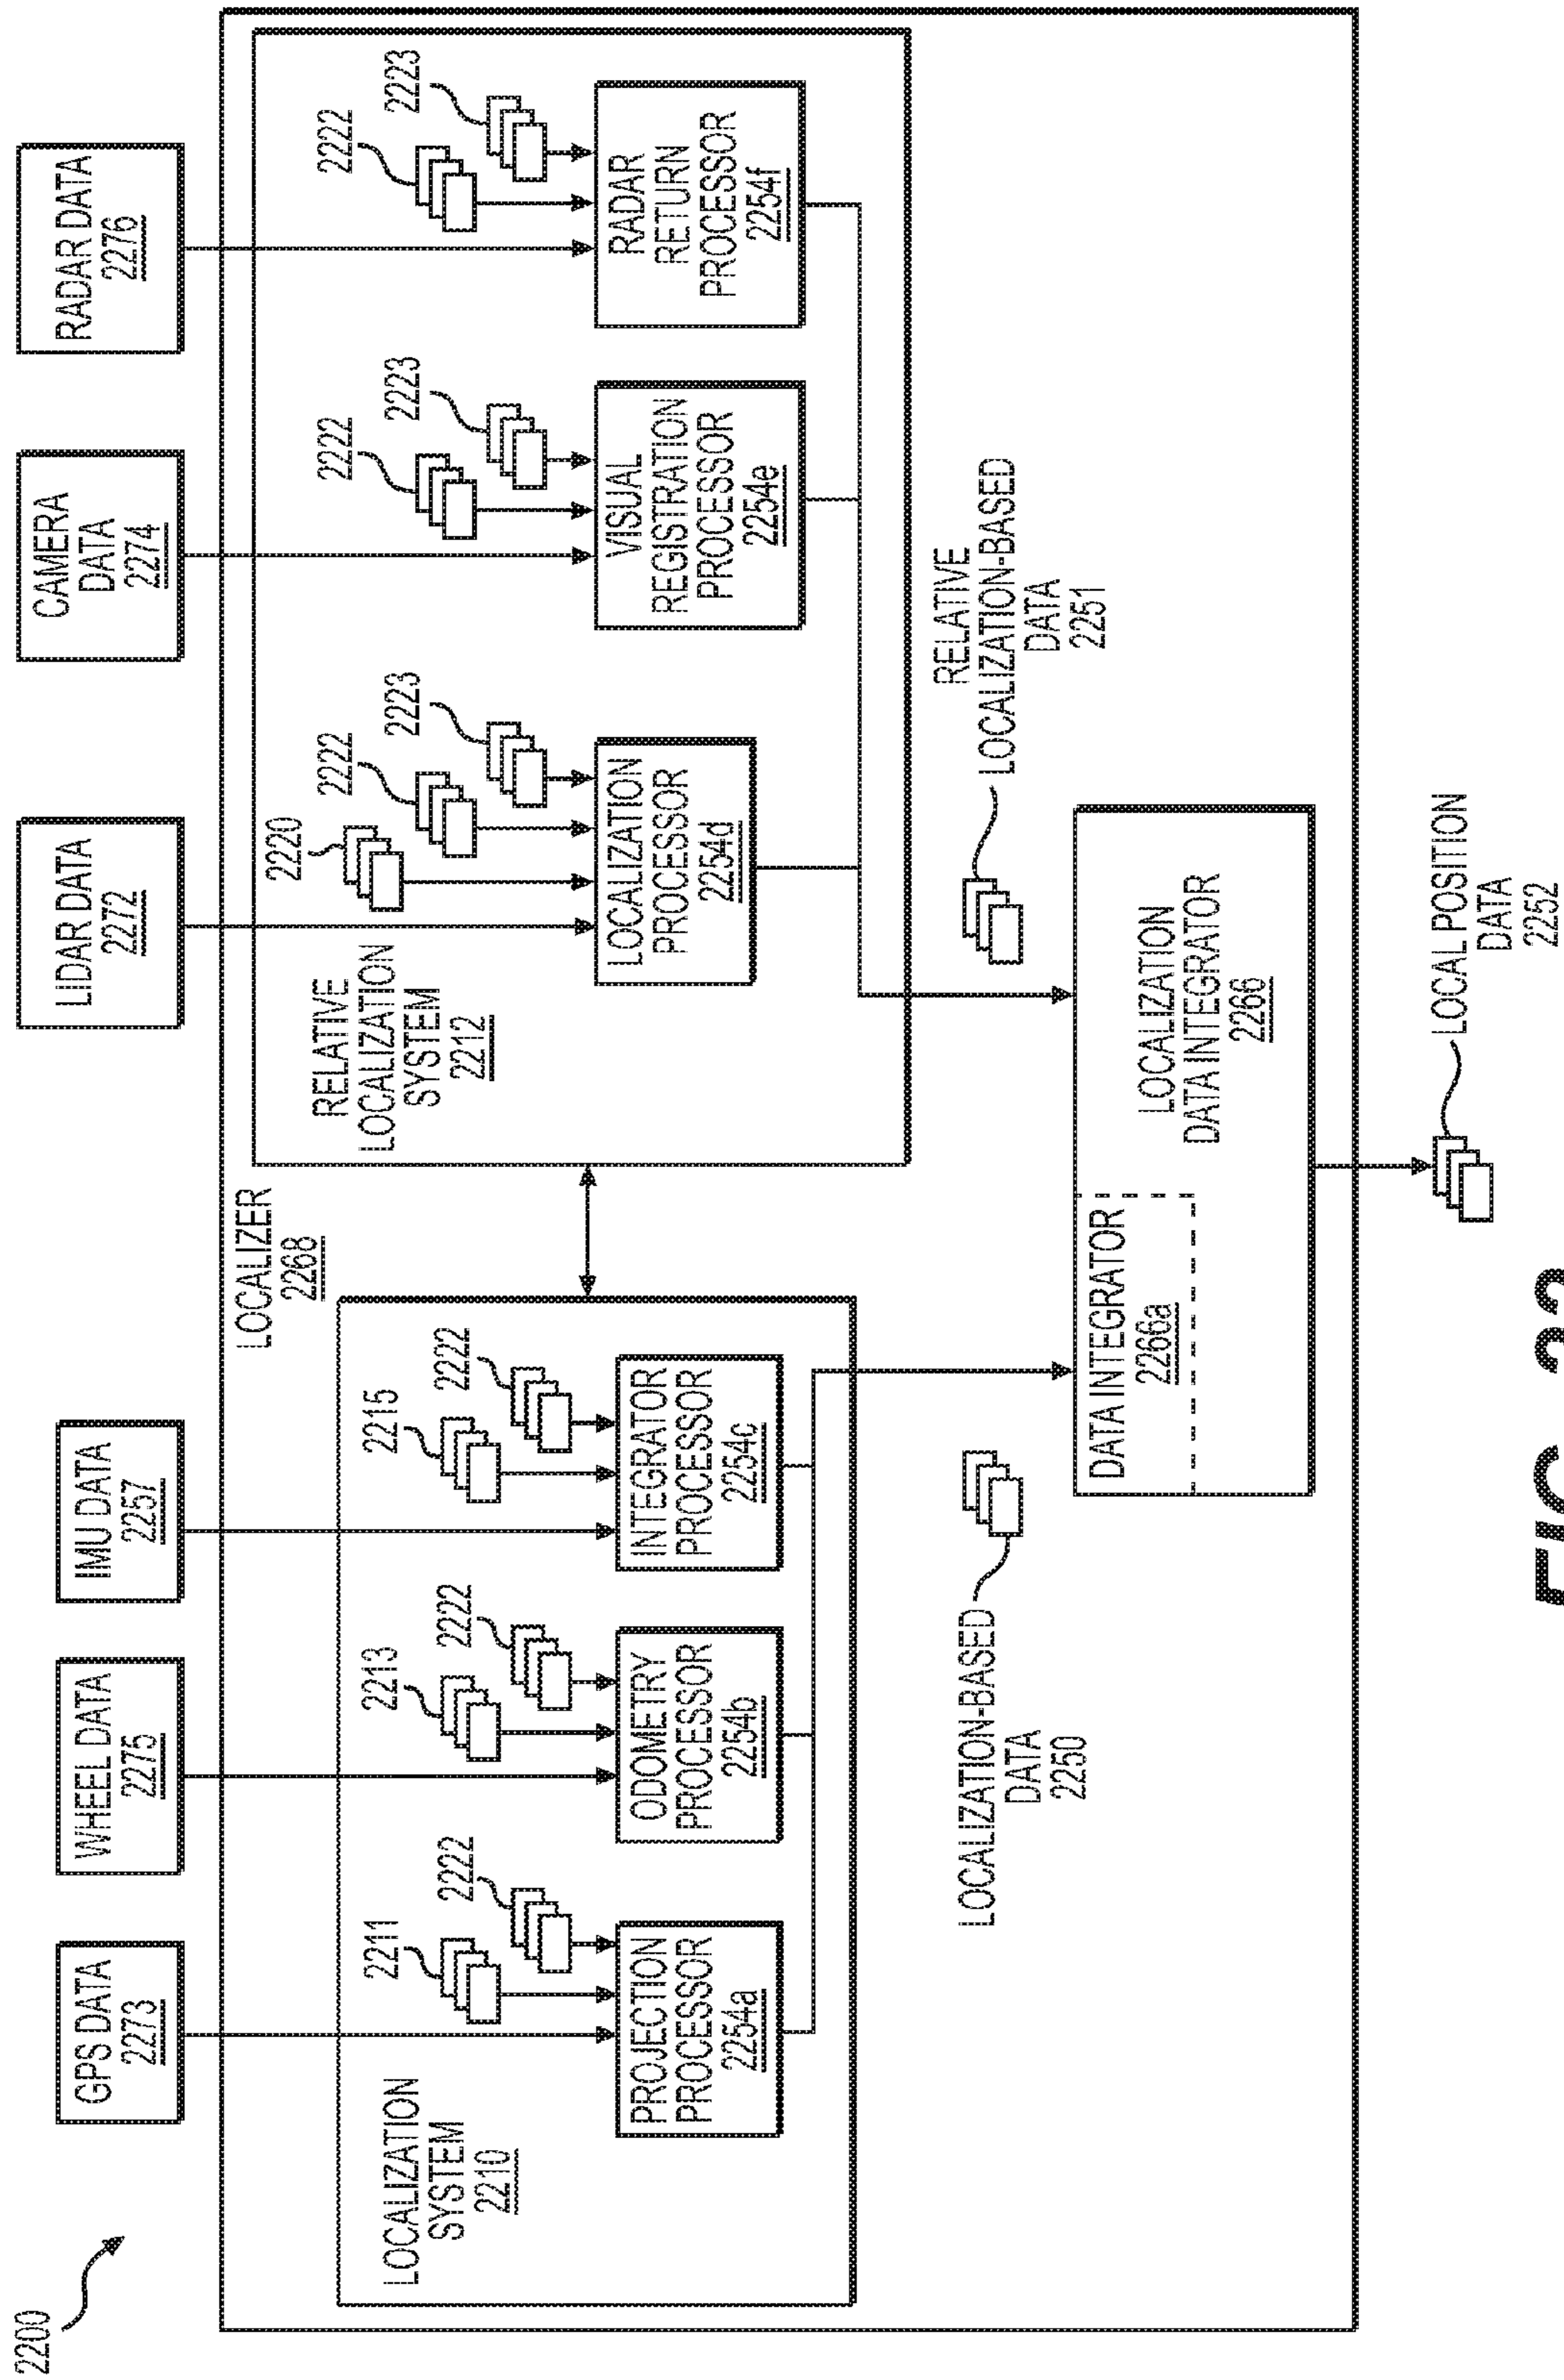 2200
GPS DATA
2273
WHEEL DATA
2275
IMU DATA
2257
LIDAR DATA
2272
CAMERA
DATA
2274
RADAR DATA
2276
LOCALIZER
2268
LOCALIZATION
SYSTEM
2210
2211
2222
PROJECTION
PROCESSOR
2254a
2213
2222
ODOMETRY
PROCESSOR
2254b
2215
2222
INTEGRATOR
PROCESSOR
2254c
RELATIVE
LOCALIZATION
SYSTEM
2212
2220
2222
2223
LOCALIZATION
PROCESSOR
2254d
2222
2223
VISUAL
REGISTRATION
PROCESSOR
2254e
2222
2223
RADAR
RETURN
PROCESSOR
2254f
LOCALIZATION-BASED
DATA
2250
RELATIVE
LOCALIZATION-BASED
DATA
2251
DATA INTEGRATOR
2266a
LOCALIZATION
DATA INTEGRATOR
2266
LOCAL POSITION
DATA
2252